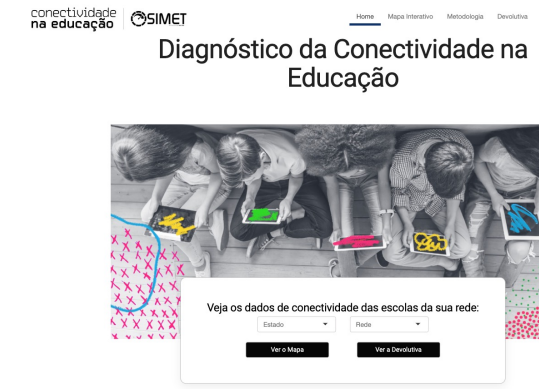 conectividade
na educação
SIMET
Home Mapa Interativo Metodologia Devolutiva
Diagnóstico da Conectividade na
Educação
Veja os dados de conectividade das escolas da sua rede:
Estado Rede
Ver o Mapa Ver a Devolutiva